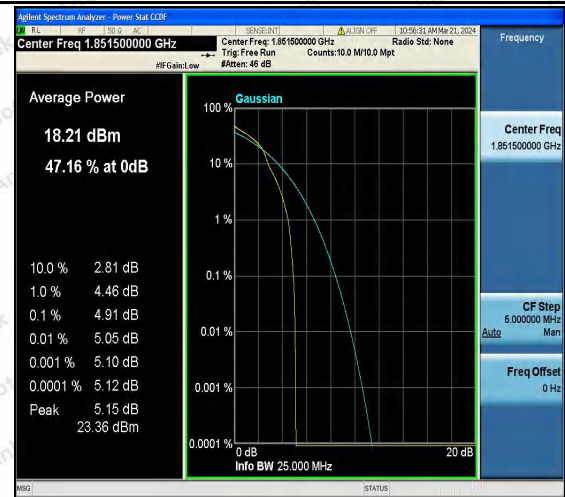 Agilent Spectrum Analyzer - Power Stat CCDF
RL RF 50 Ω AC SENSE:INT ALIGN OFF 10:56:31 AM Mar 21, 2024
Center Freq 1.851500000 GHz
Center Freq: 1.851500000 GHz Radio Std: None
Trig: Free Run Counts:10.0 M/10.0 Mpt
#IFGain:Low #Atten: 46 dB
Frequency
Average Power
18.21 dBm
47.16 % at 0dB
10.0 % 2.81 dB
1.0 % 4.46 dB
0.1 % 4.91 dB
0.01 % 5.05 dB
0.001 % 5.10 dB
0.0001 % 5.12 dB
Peak 5.15 dB
23.36 dBm
Gaussian
100 %
10 %
1 %
0.1 %
0.01 %
0.001 %
0.0001 %
0 dB 20 dB
Info BW 25.000 MHz
Center Freq
1.851500000 GHz
CF Step
5.000000 MHz
Auto Man
Freq Offset
0 Hz
MSG STATUS